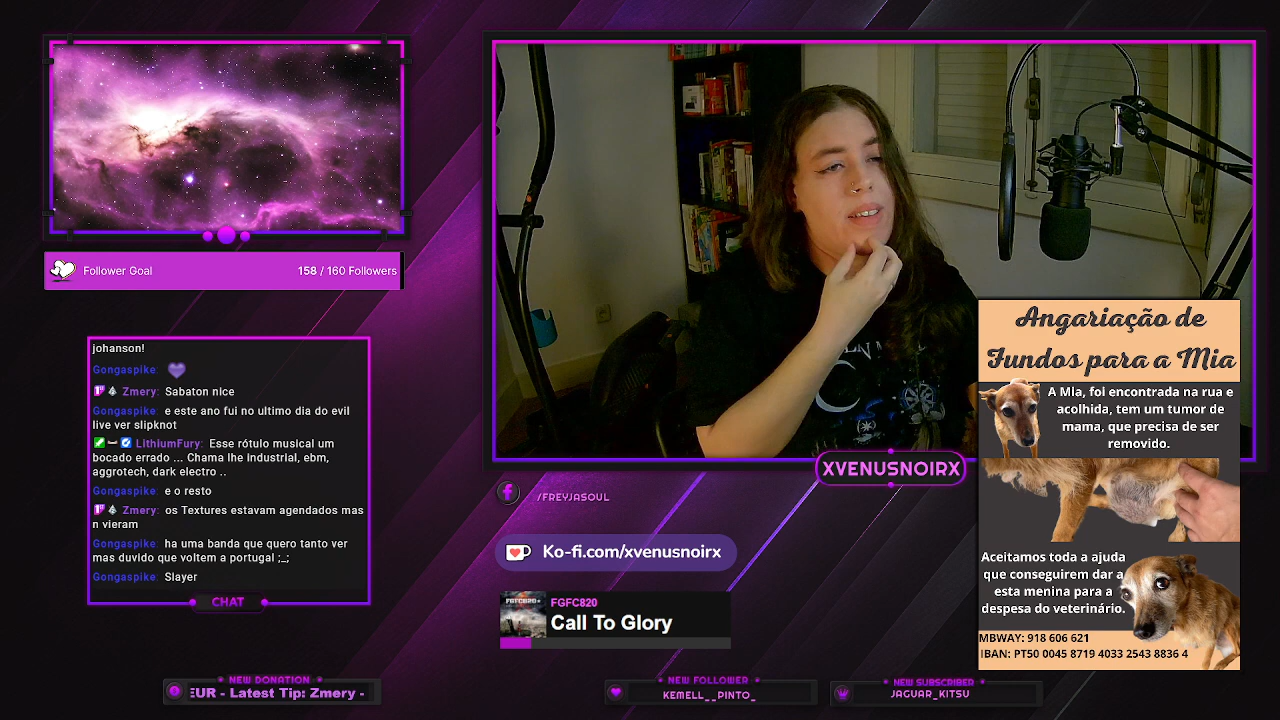 Follower Goal 158 / 160 Followers
johanson!
Gongaspike:
Zmery: Sabaton nice
Gongaspike: e este ano fui no ultimo dia do evil
live ver slipknot
LithiumFury: Esse rótulo musical um
bocado errado ... Chama lhe Industrial, ebm,
aggrotech, dark electro ..
Gongaspike: e o resto
Zmery: os Textures estavam agendados mas
n vieram
Gongaspike: ha uma banda que quero tanto ver
mas duvido que voltem a portugal ;_;
Gongaspike: Slayer
CHAT
XVENUSNOIRX
/FREYJASOUL
Ko-fi.com/xvenusnoirx
FGFC820
Call To Glory
Angariação de
Fundos para a Mia
A Mia, foi encontrada na rua e
acolhida, tem um tumor de
mama, que precisa de ser
removido.
Aceitamos toda a ajuda
que conseguirem dar a
esta menina para a
despesa do veterinário.
MBWAY: 918 606 621
IBAN: PT50 0045 8719 4033 2543 8836 4
NEW DONATION
EUR - Latest Tip: Zmery -
NEW FOLLOWER
KEMELL__PINTO_
NEW SUBSCRIBER
JAGUAR_KITSU